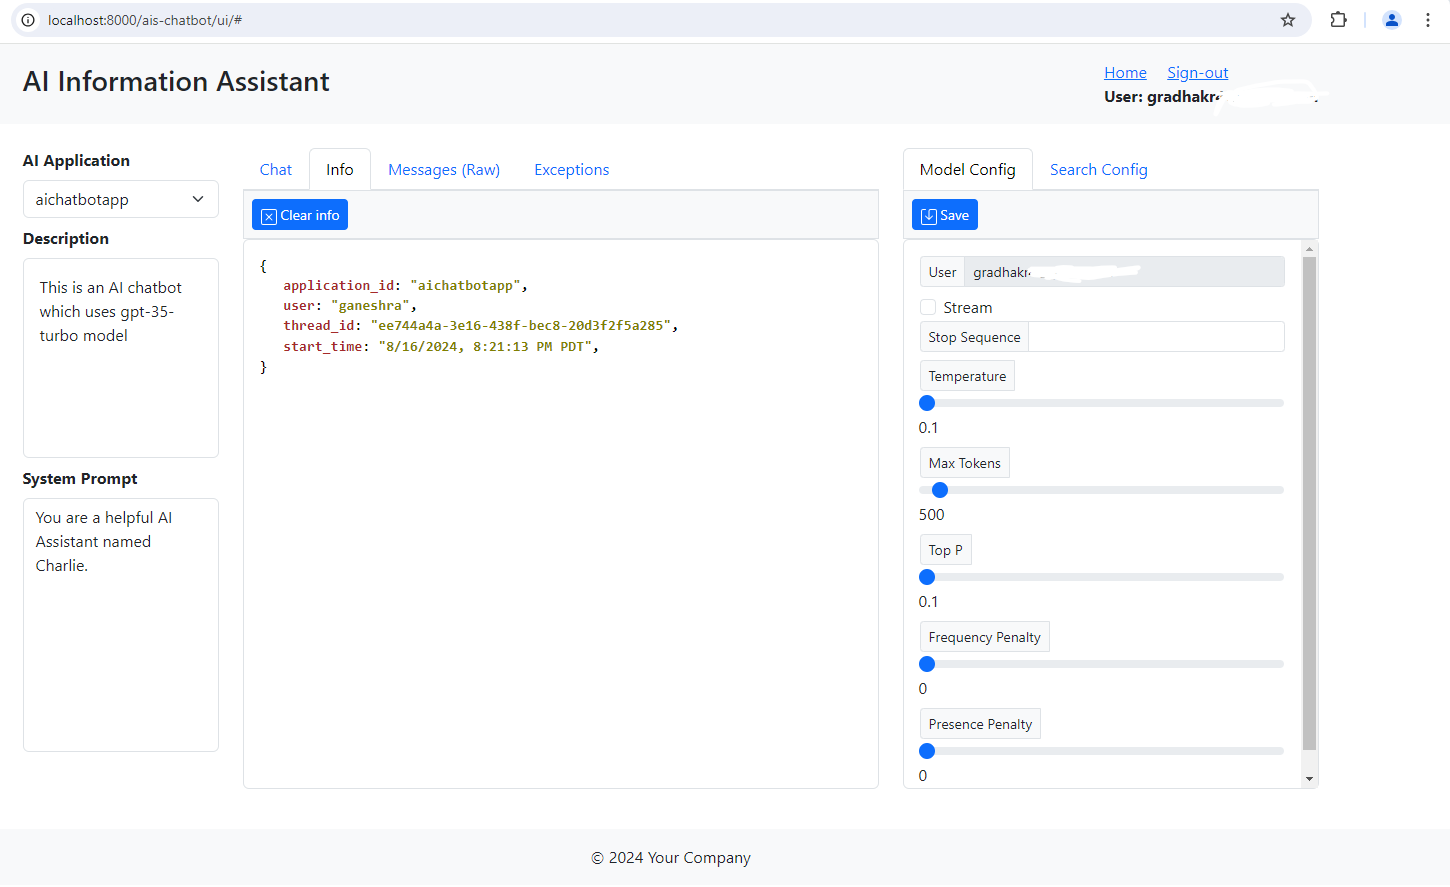 localhost:8000/ais-chatbot/ui/#
AI Information Assistant
Home Sign-out
User:
AI Application
aichatbotapp
Description
This is an AI chatbot
which uses gpt-35-
turbo model
System Prompt
You are a helpful AI
Assistant named
Charlie.
Chat Info Messages (Raw) Exceptions
Clear info
{
application_id: "aichatbotapp",
user: "ganeshra",
thread_id: "ee744a4a-3e16-438f-bec8-20d3f2f5a285",
start_time: "8/16/2024, 8:21:13 PM PDT",
}
Model Config Search Config
Save
User
Stream
Stop Sequence
Temperature
0.1
Max Tokens
500
Top P
0.1
Frequency Penalty
0
Presence Penalty
0
© 2024 Your Company